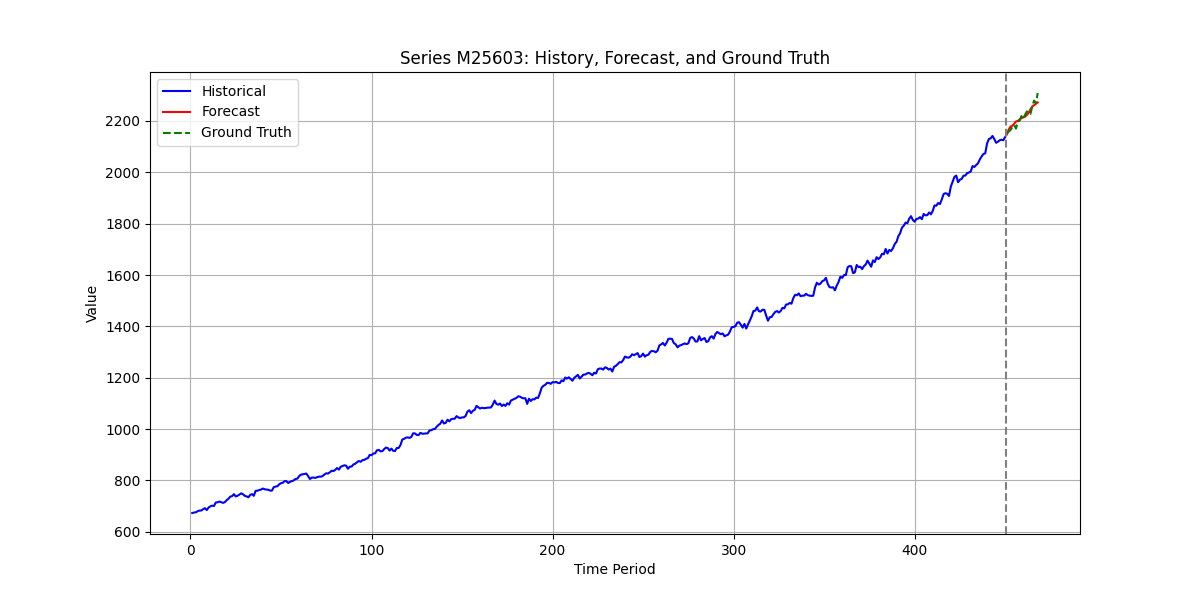 Series M25603: History, Forecast, and Ground Truth
Historical
Forecast
Ground Truth
2200
2000
1800
1600
1400
1200
1000
800
600
Value
0 100 200 300 400
Time Period